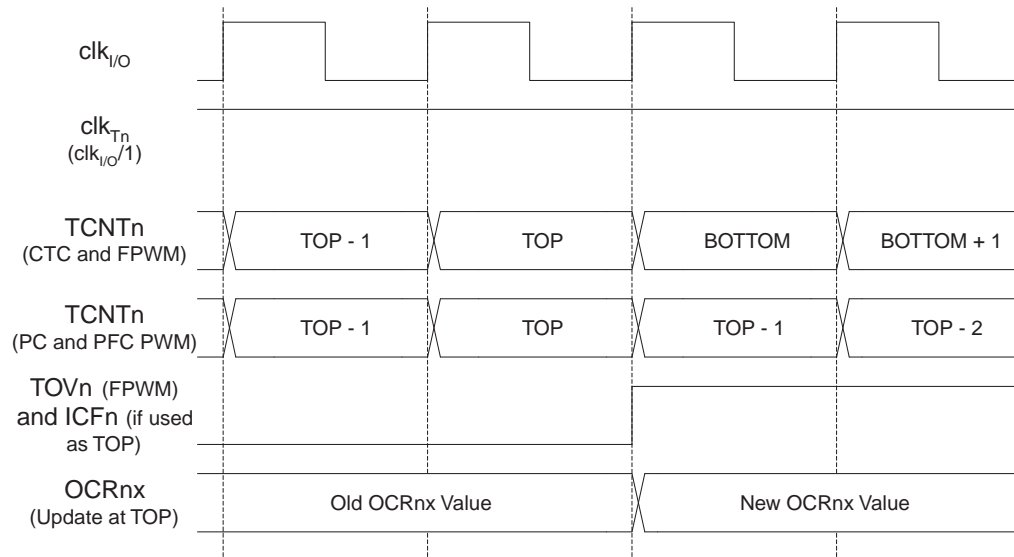 clkI/O
clkTn
(clkI/O/1)
TCNTn
(CTC and FPWM)
TOP - 1
TOP
BOTTOM
BOTTOM + 1
TCNTn
(PC and PFC PWM)
TOP - 1
TOP
TOP - 1
TOP - 2
TOVn (FPWM)
and ICFn (if used
as TOP)
OCRnx
(Update at TOP)
Old OCRnx Value
New OCRnx Value